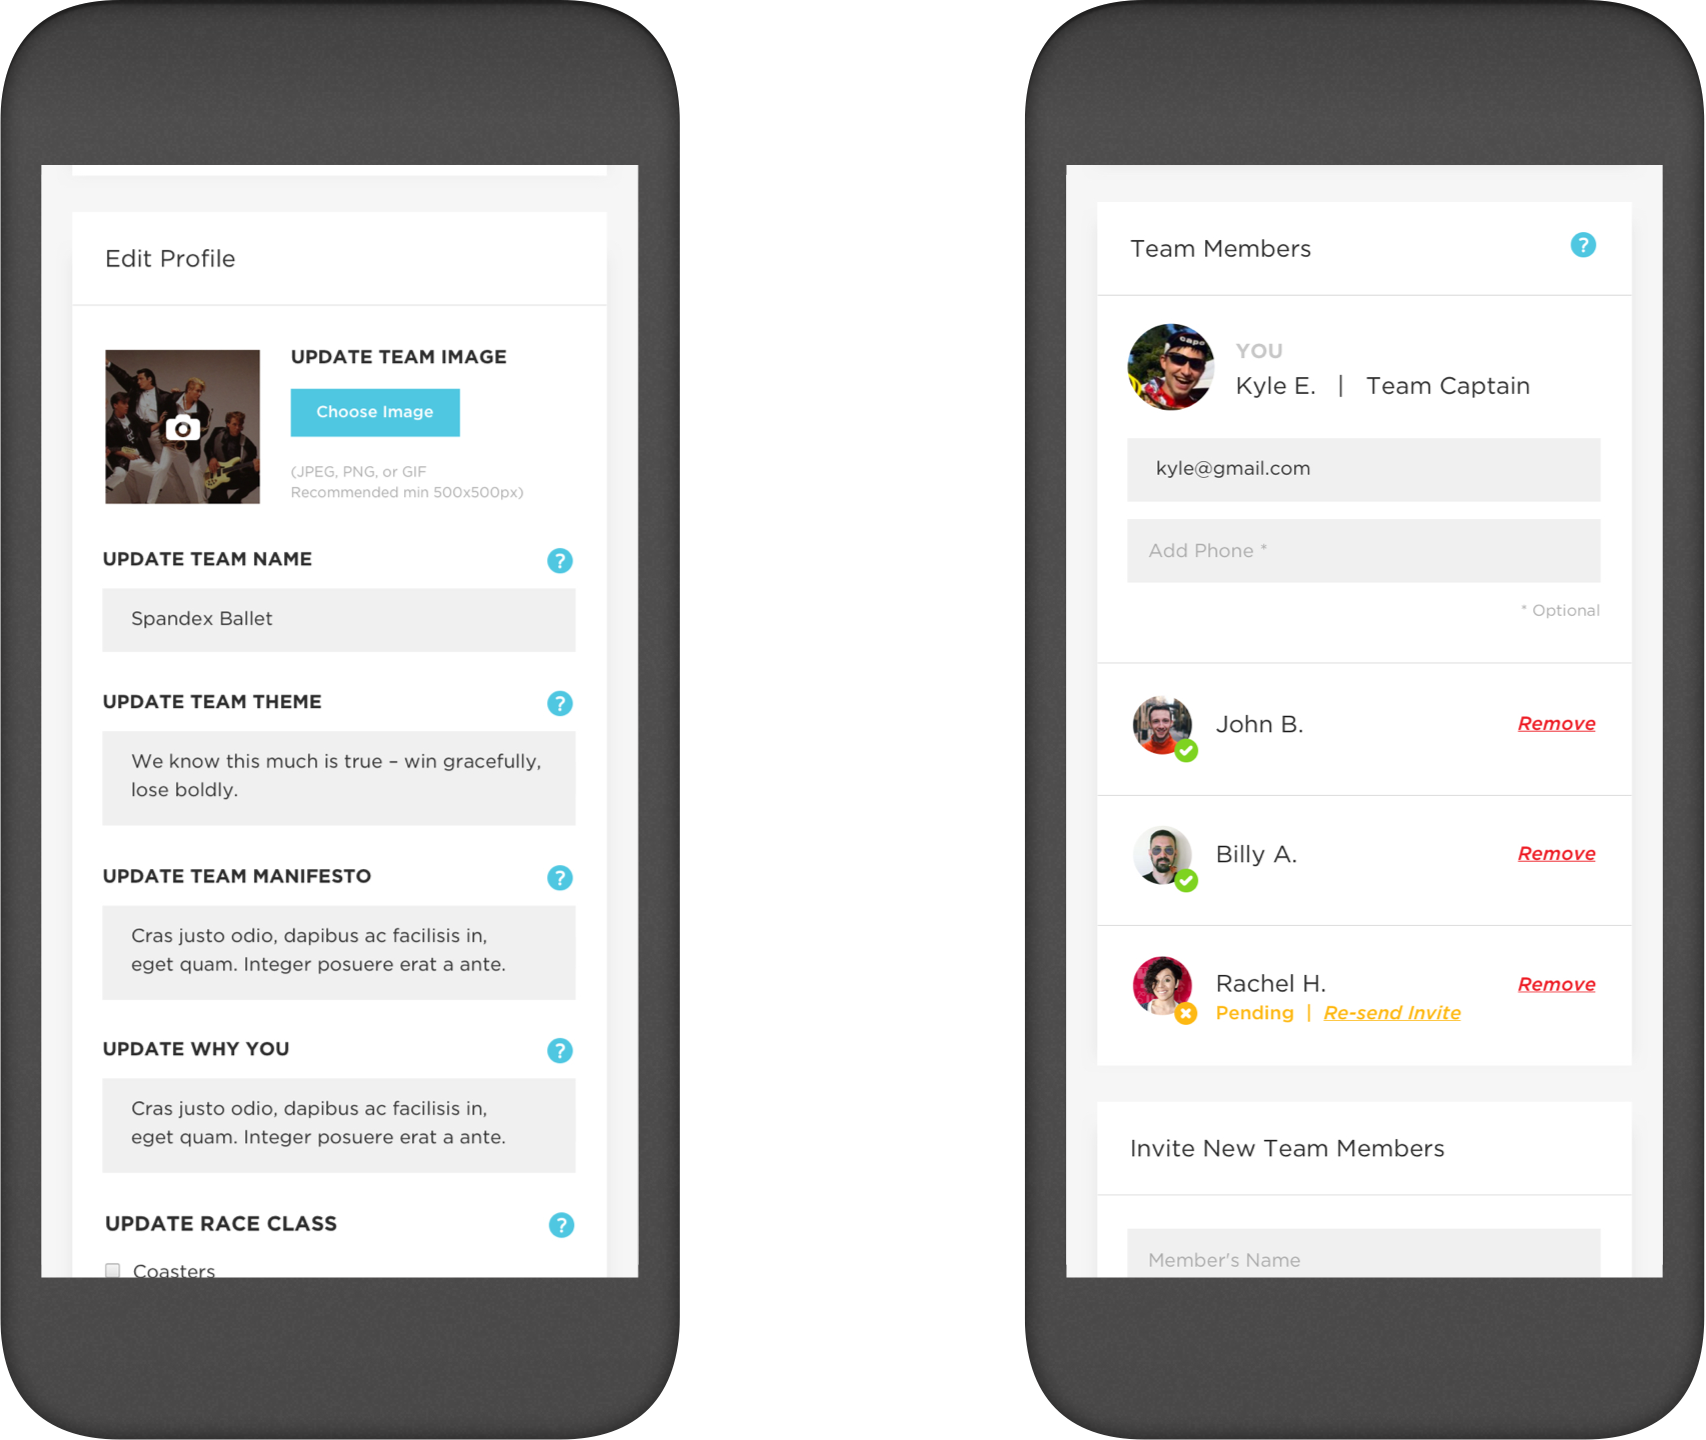 Edit Profile
UPDATE TEAM IMAGE
Choose Image
(JPEG, PNG, or GIF
Recommended min 500x500px)
UPDATE TEAM NAME ?
Spandex Ballet
UPDATE TEAM THEME ?
We know this much is true – win gracefully,
lose boldly.
UPDATE TEAM MANIFESTO ?
Cras justo odio, dapibus ac facilisis in,
eget quam. Integer posuere erat a ante.
UPDATE WHY YOU ?
Cras justo odio, dapibus ac facilisis in,
eget quam. Integer posuere erat a ante.
UPDATE RACE CLASS ?
Coasters
Team Members ?
capo
YOU
Kyle E. | Team Captain
kyle@gmail.com
Add Phone *
* Optional
John B. Remove
Billy A. Remove
Rachel H. Remove
Pending | Re-send Invite
Invite New Team Members
Member's Name